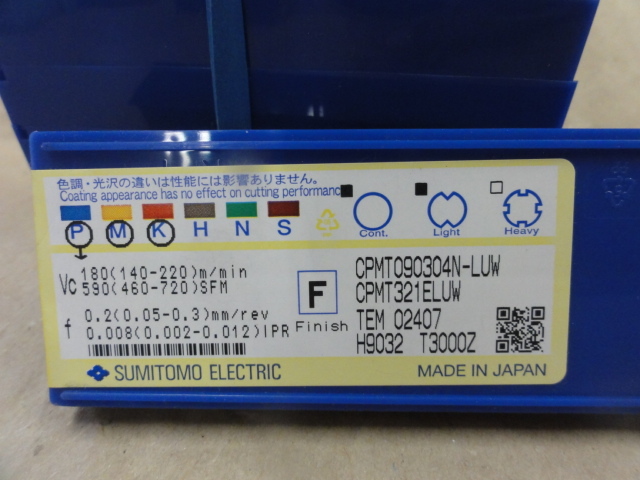 色調・光沢の違いは性能には影響ありません。
Coating appearance has no effect on cutting performance
P M K H N S
Cont. Light Heavy
Vc 180(140-220)m/min
590(460-720)SFM
f 0.2(0.05-0.3)mm/rev
0.008(0.002-0.012)IPR
F
Finish
CPMT090304N-LUW
CPMT321ELUW
TEM 02407
H9032 T3000Z
SUMITOMO ELECTRIC
MADE IN JAPAN